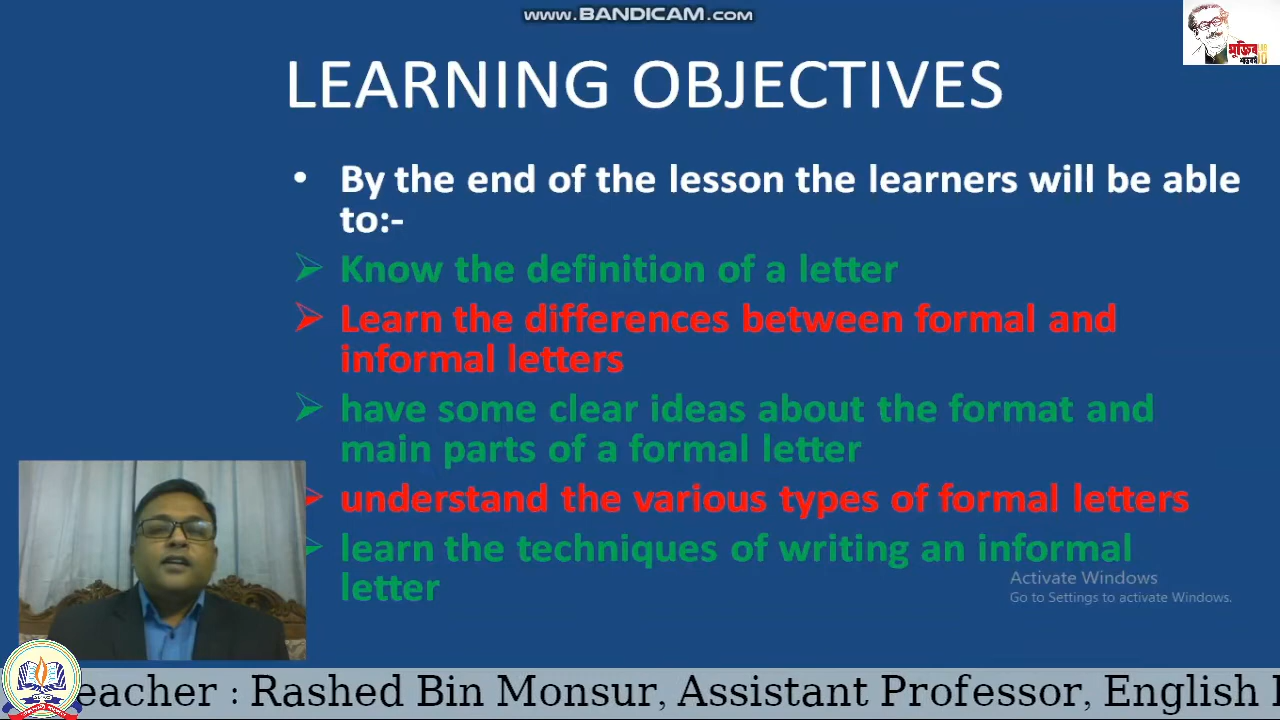 www.BANDICAM.com
মুজিব
শতবর্ষ
100
LEARNING OBJECTIVES
• By the end of the lesson the learners will be able
to:-
Know the definition of a letter
Learn the differences between formal and
informal letters
have some clear ideas about the format and
main parts of a formal letter
understand the various types of formal letters
learn the techniques of writing an informal
letter
Activate Windows
Go to Settings to activate Windows.
eacher : Rashed Bin Monsur, Assistant Professor, English